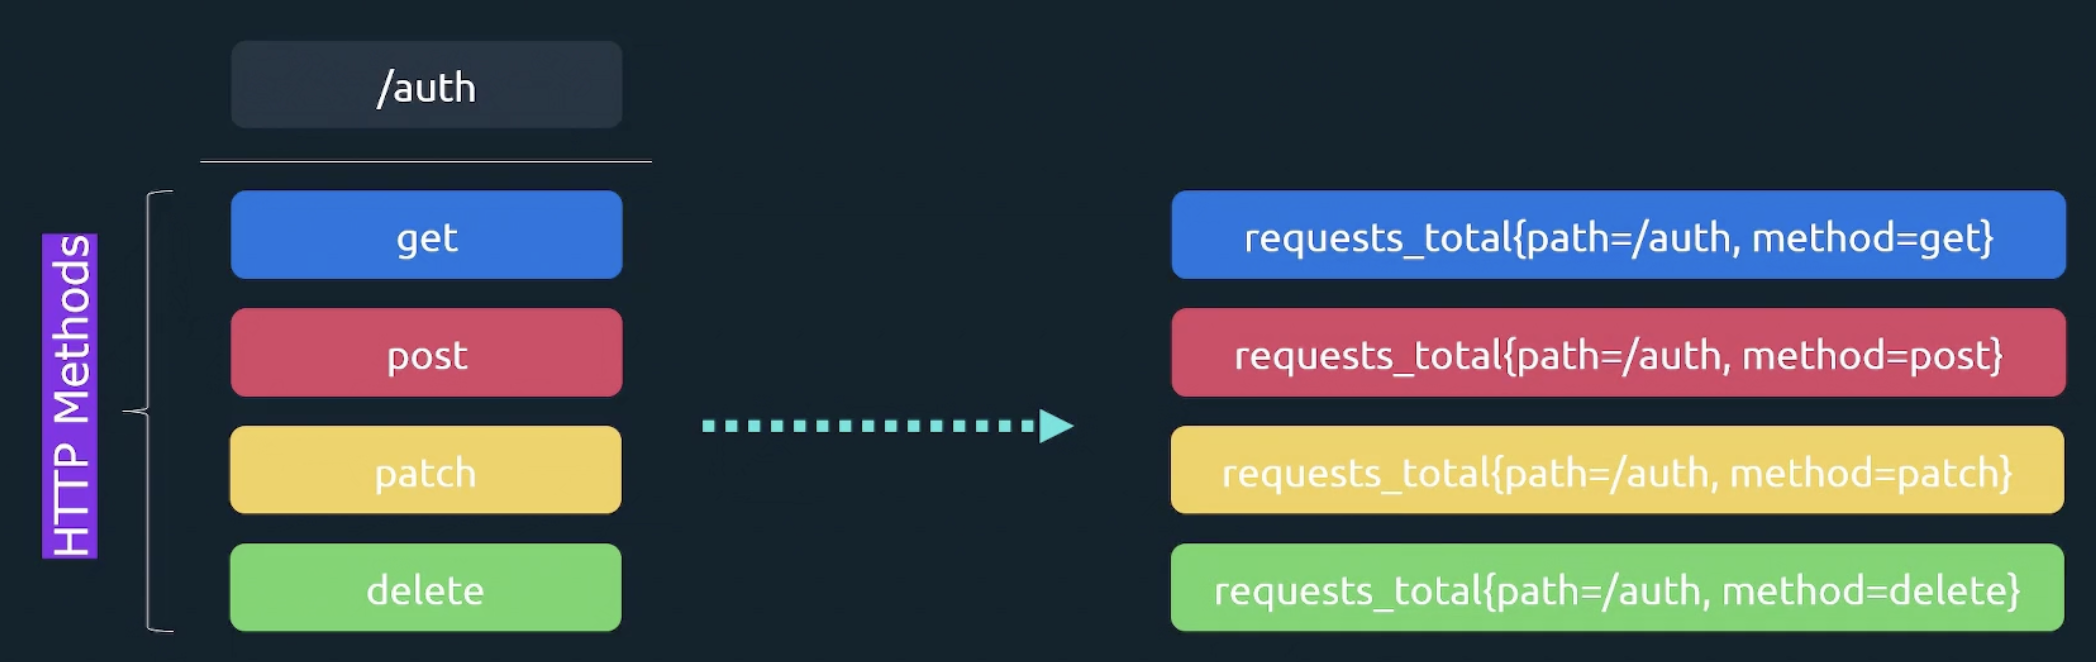 /auth
HTTP Methods
get
requests_total{path=/auth, method=get}
post
requests_total{path=/auth, method=post}
patch
requests_total{path=/auth, method=patch}
delete
requests_total{path=/auth, method=delete}